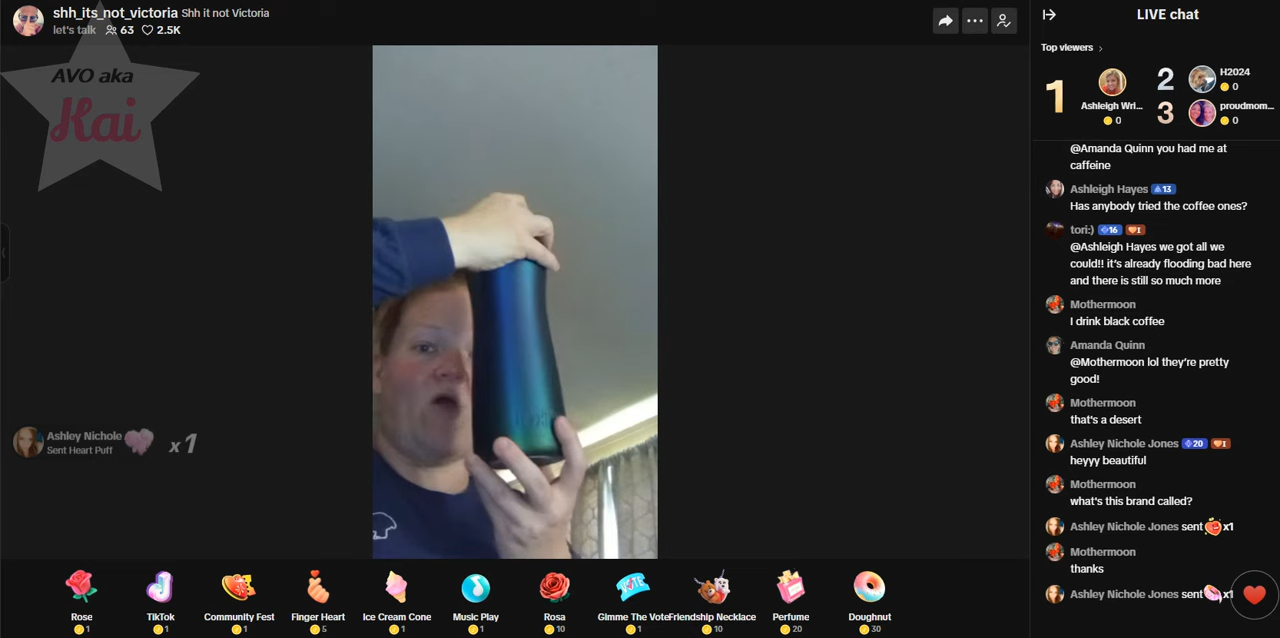 shh_its_not_victoria Shh it not Victoria
let's talk 63 2.5K
AVO aka
Kai
Ashley Nichole
Sent Heart Puff
x1
Rose
1
TikTok
1
Community Fest
1
Finger Heart
5
Ice Cream Cone
1
Music Play
1
Rosa
10
VOTE
Gimme The Vote
1
Friendship Necklace
10
Perfume
20
Doughnut
30
LIVE chat
Top viewers
1
Ashleigh Wri...
0
2
H2024
0
3
proudmom...
0
@Amanda Quinn you had me at
caffeine
Ashleigh Hayes 13
Has anybody tried the coffee ones?
tori:) 16 I
@Ashleigh Hayes we got all we
could!! it's already flooding bad here
and there is still so much more
Mothermoon
I drink black coffee
Amanda Quinn
@Mothermoon lol they're pretty
good!
Mothermoon
that's a desert
Ashley Nichole Jones 20 I
heyyy beautiful
Mothermoon
what's this brand called?
Ashley Nichole Jones sent x1
Mothermoon
thanks
Ashley Nichole Jones sent x1